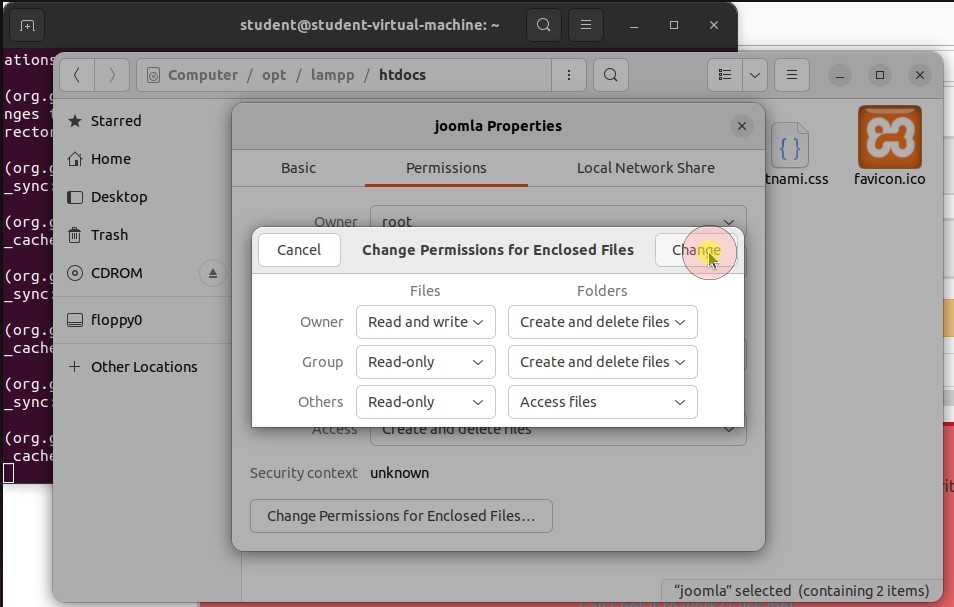 student@student-virtual-machine: ~
ations
(org.g
nges t
rector
(org.g
_sync:
(org.g
_cache
(org.g
_sync:
(org.g
_cache
(org.g
_sync:
(org.g
_cache
Computer / opt / lampp / htdocs
Starred
Home
Desktop
Trash
CDROM
floppy0
Other Locations
tnami.css
favicon.ico
joomla Properties
Basic Permissions Local Network Share
Owner root
Cancel Change Permissions for Enclosed Files Change
Files Folders
Owner Read and write Create and delete files
Group Read-only Create and delete files
Others Read-only Access files
Access Create and delete files
Security context unknown
Change Permissions for Enclosed Files...
"joomla" selected (containing 2 items)